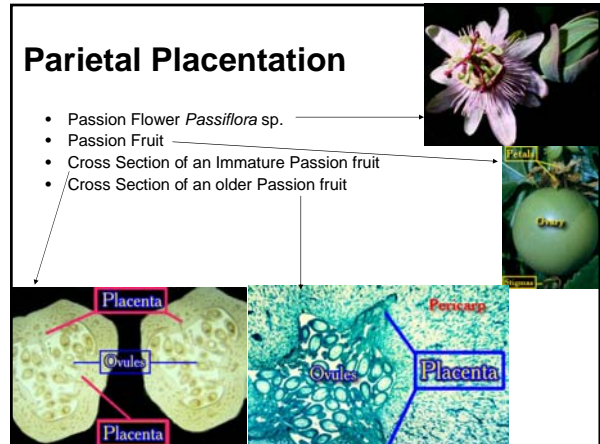 Parietal Placentation
• Passion Flower Passiflora sp.
• Passion Fruit
• Cross Section of an Immature Passion fruit
• Cross Section of an older Passion fruit
Petals
Ovary
Stigmas
Placenta
Ovules
Placenta
Pericarp
Ovules
Placenta